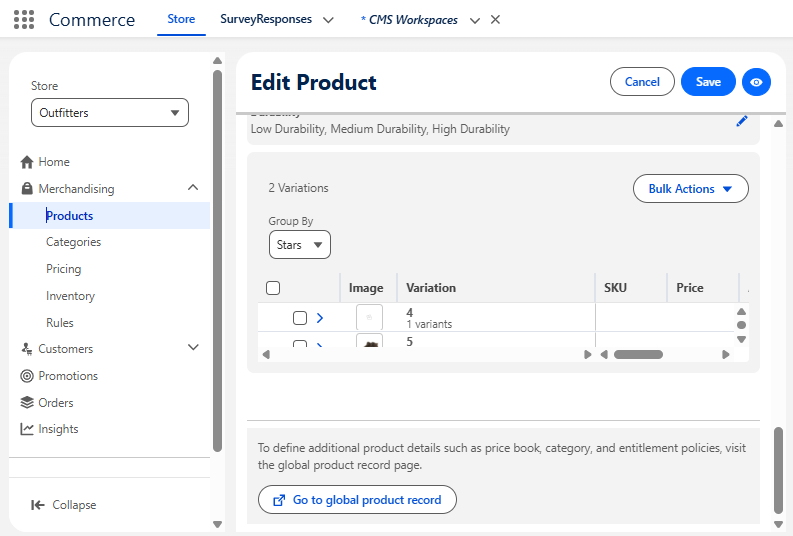 Commerce
Store
SurveyResponses
* CMS Workspaces
Store
Outfitters
Home
Merchandising
Products
Categories
Pricing
Inventory
Rules
Customers
Promotions
Orders
Insights
Collapse
Edit Product
Cancel
Save
Durability
Low Durability, Medium Durability, High Durability
2 Variations
Bulk Actions
Group By
Stars
Image Variation SKU Price
4
1 variants
5
To define additional product details such as price book, category, and entitlement policies, visit
the global product record page.
Go to global product record